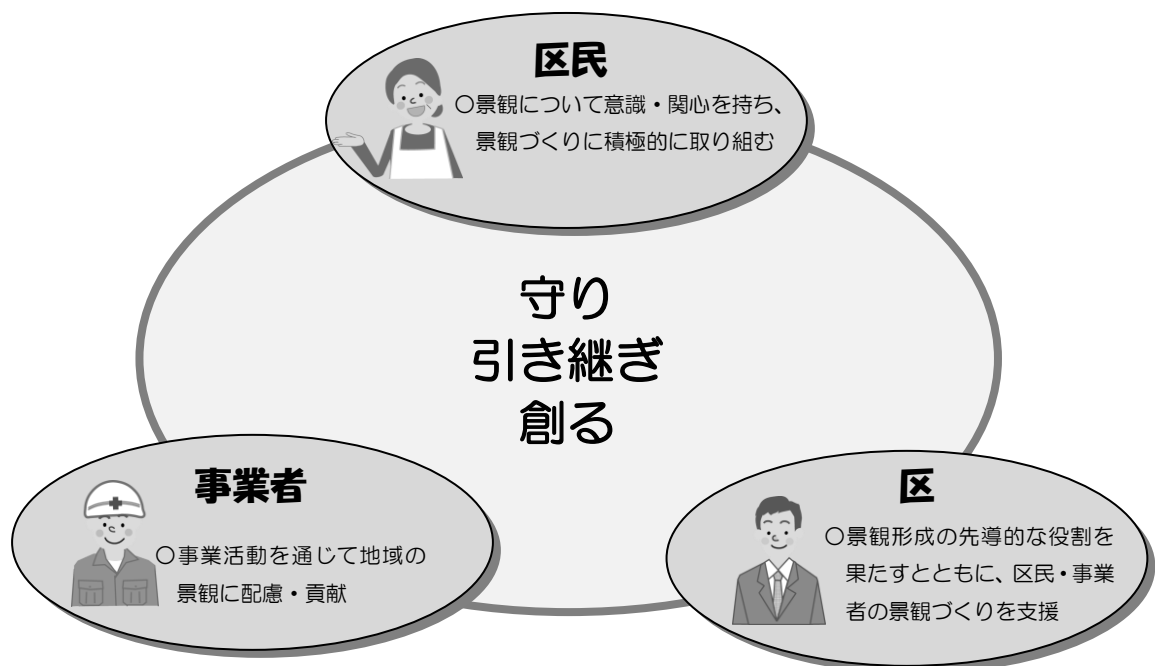 区民
〇景観について意識・関心を持ち、
景観づくりに積極的に取り組む
守り
引き継ぎ
創る
事業者
〇事業活動を通じて地域の
景観に配慮・貢献
区
〇景観形成の先導的な役割を
果たすとともに、区民・事業
者の景観づくりを支援